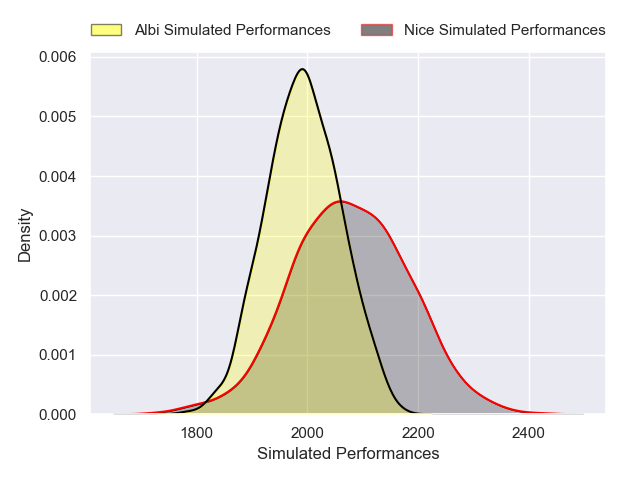 Albi Simulated Performances Nice Simulated Performances
0.006
0.005
0.004
0.003
0.002
0.001
0.000
Density
1800 2000 2200 2400
Simulated Performances